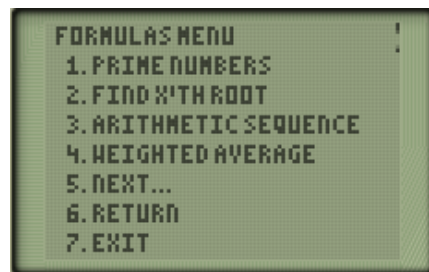 FORMULAS MENU
1. PRIME NUMBERS
2. FIND X'TH ROOT
3. ARITHMETIC SEQUENCE
4. WEIGHTED AVERAGE
5. NEXT...
6. RETURN
7. EXIT